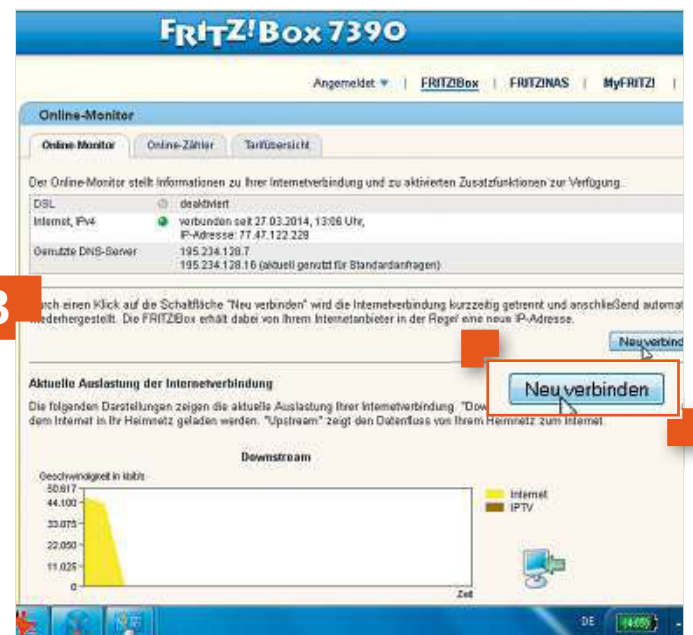 FRITZ!Box 7390
Angemeldet | FRITZ!Box | FRITZ!NAS | MyFRITZ! |
Online-Monitor
Online-Monitor Online-Zähler Tarifübersicht
Der Online-Monitor stellt Informationen zu Ihrer Internetverbindung und zu aktivierten Zusatzfunktionen zur Verfügung.
DSL deaktiviert
Internet, IPv4 verbunden seit 27.03.2014, 13:06 Uhr,
IP-Adresse: 77.47.122.228
Genutzte DNS-Server 195.234.128.7
195.234.128.16 (aktuell genutzt für Standardanfragen)
3
urch einen Klick auf die Schaltfläche "Neu verbinden" wird die Internetverbindung kurzzeitig getrennt und anschließend automat
iederhergestellt. Die FRITZ!Box erhält dabei von Ihrem Internetanbieter in der Regel eine neue IP-Adresse.
Neu verbind
Neu verbinden
Aktuelle Auslastung der Internetverbindung
Die folgenden Darstellungen zeigen die aktuelle Auslastung Ihrer Internetverbindung. "Dow
dem Internet in Ihr Heimnetz geladen werden. "Upstream" zeigt den Datenfluss von Ihrem Heimnetz zum Internet.
Downstream
Geschwindigkeit in kbit/s
50.617
44.100
33.075
22.050
11.025
0
Zeit
Internet
IPTV
DE